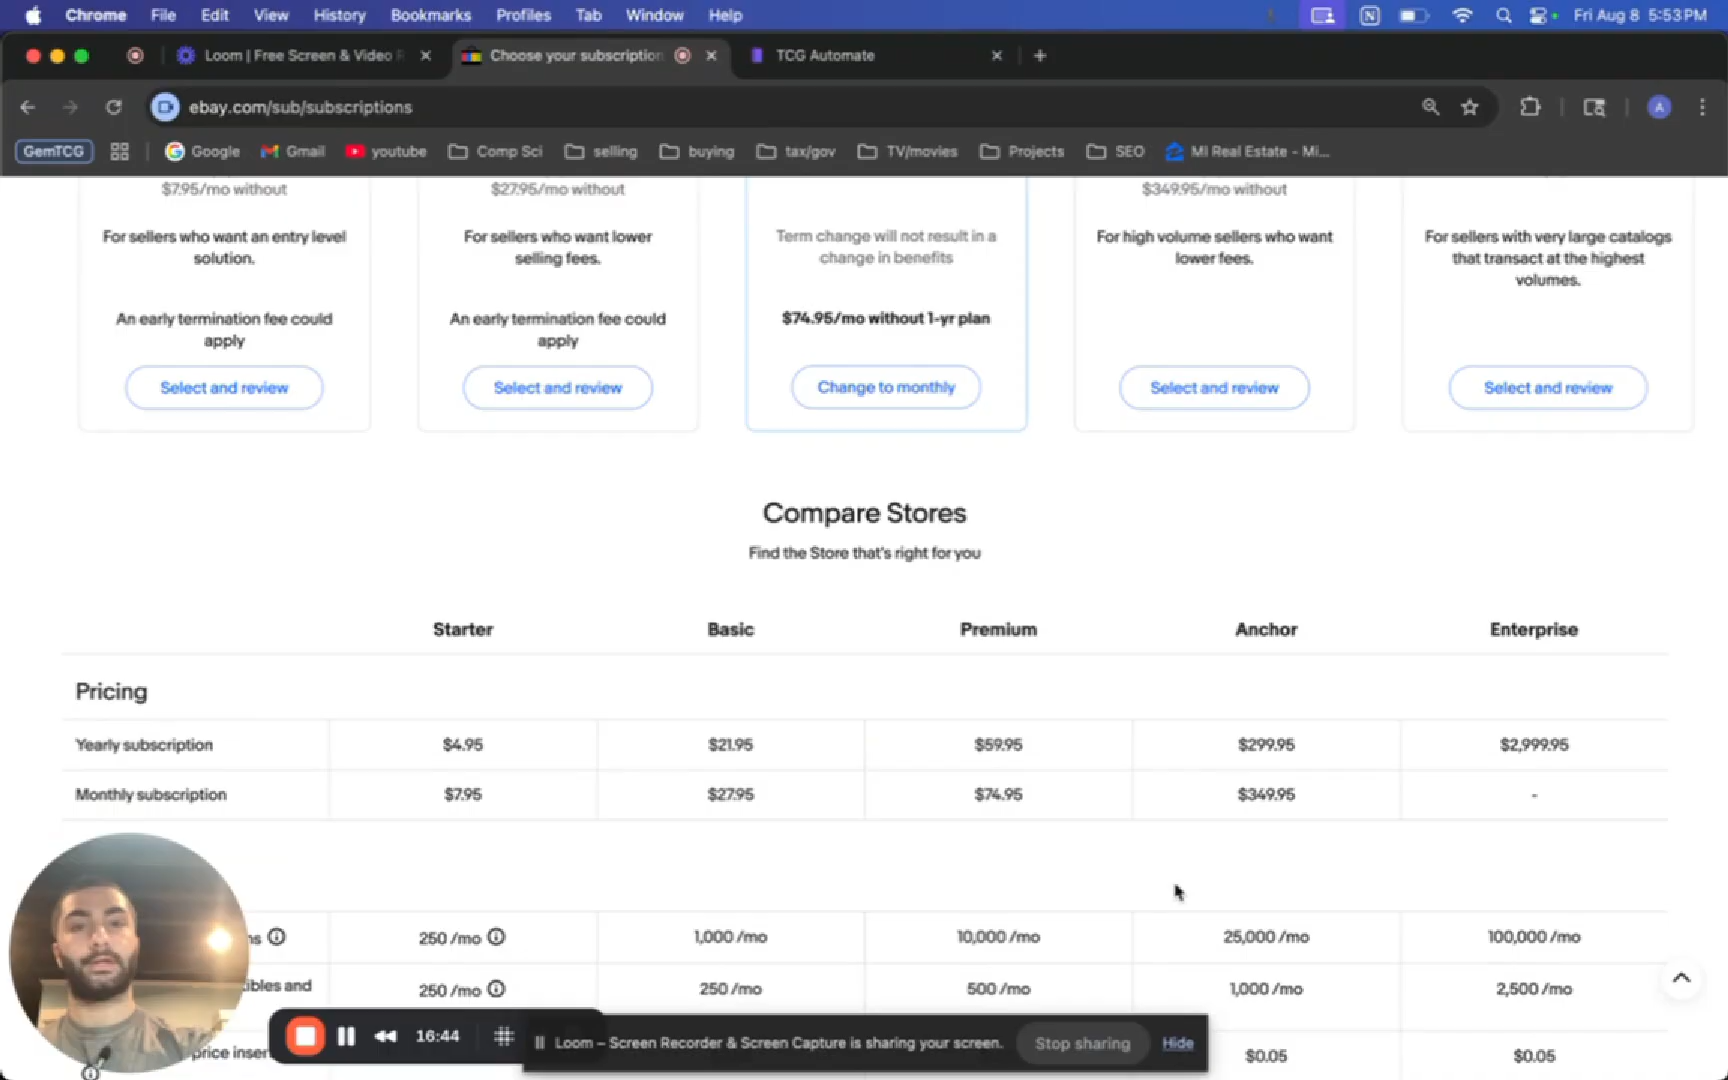 Chrome File Edit View History Bookmarks Profiles Tab Window Help Fri Aug 8 5:53 PM
Loom | Free Screen & Video Choose your subscription TCG Automate
ebay.com/sub/subscriptions A
GemTCG Google Gmail youtube Comp Sci selling buying tax/gov TV/movies Projects SEO MI Real Estate - Mi...
$7.95/mo without $27.95/mo without $349.95/mo without
For sellers who want an entry level
solution.
An early termination fee could
apply
Select and review
For sellers who want lower
selling fees.
An early termination fee could
apply
Select and review
Term change will not result in a
change in benefits
$74.95/mo without 1-yr plan
Change to monthly
For high volume sellers who want
lower fees.
Select and review
For sellers with very large catalogs
that transact at the highest
volumes.
Select and review
Compare Stores
Find the Store that's right for you
Starter Basic Premium Anchor Enterprise
Pricing
Yearly subscription $4.95 $21.95 $59.95 $299.95 $2,999.95
Monthly subscription $7.95 $27.95 $74.95 $349.95 -
250 /mo 1,000 /mo 10,000 /mo 25,000 /mo 100,000 /mo
and 250 /mo 250 /mo 500 /mo 1,000 /mo 2,500 /mo
price $0.05 $0.05
16:44
Loom – Screen Recorder & Screen Capture is sharing your screen. Stop sharing Hide